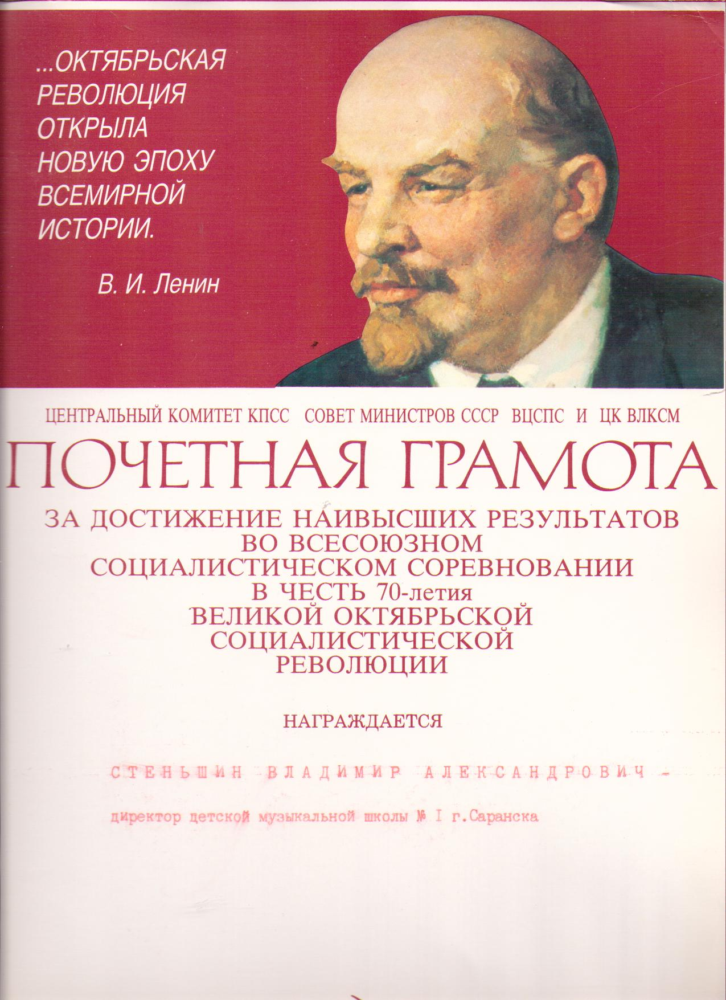 ...ОКТЯБРЬСКАЯ
РЕВОЛЮЦИЯ
ОТКРЫЛА
НОВУЮ ЭПОХУ
ВСЕМИРНОЙ
ИСТОРИИ.
В. И. Ленин
ЦЕНТРАЛЬНЫЙ КОМИТЕТ КПСС СОВЕТ МИНИСТРОВ СССР ВЦСПС И ЦК ВЛКСМ
ПОЧЕТНАЯ ГРАМОТА
ЗА ДОСТИЖЕНИЕ НАИВЫСШИХ РЕЗУЛЬТАТОВ
ВО ВСЕСОЮЗНОМ
СОЦИАЛИСТИЧЕСКОМ СОРЕВНОВАНИИ
В ЧЕСТЬ 70-летия
ВЕЛИКОЙ ОКТЯБРЬСКОЙ
СОЦИАЛИСТИЧЕСКОЙ
РЕВОЛЮЦИИ
НАГРАЖДАЕТСЯ
СТЕНЬШИН ВЛАДИМИР АЛЕКСАНДРОВИЧ -
директор детской музыкальной школы № I г.Саранска